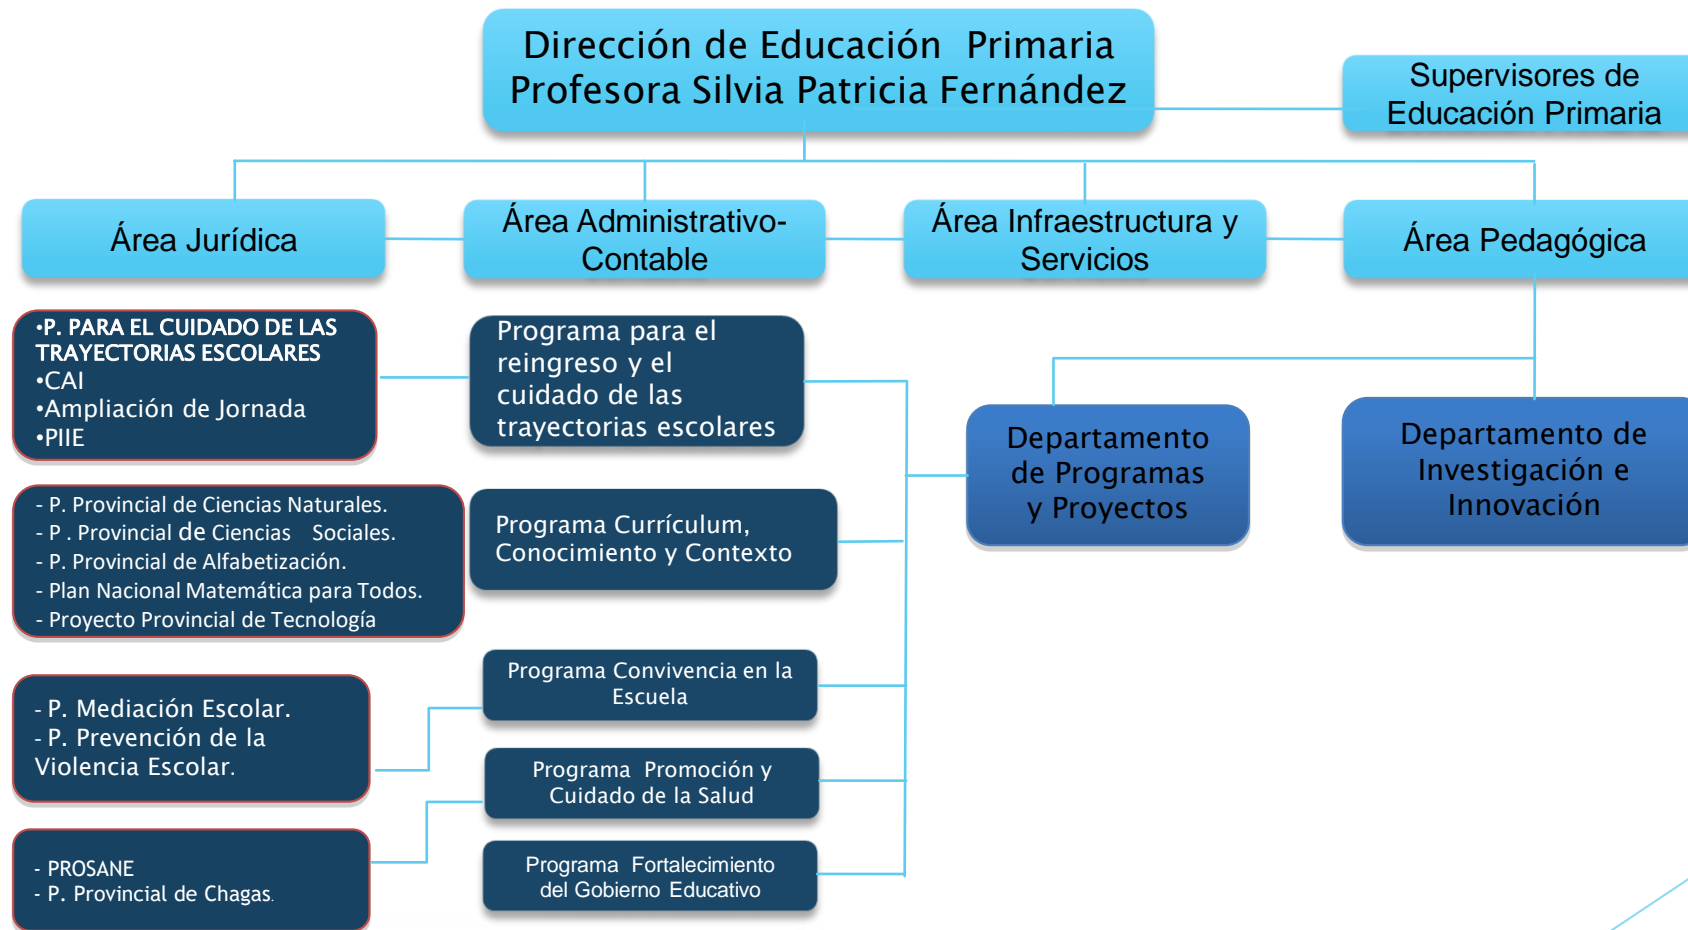 Dirección de Educación Primaria
Profesora Silvia Patricia Fernández
Supervisores de
Educación Primaria
Área Jurídica
Área Administrativo-
Contable
Área Infraestructura y
Servicios
Área Pedagógica
•P. PARA EL CUIDADO DE LAS
TRAYECTORIAS ESCOLARES
•CAI
•Ampliación de Jornada
•PIIE
Programa para el
reingreso y el
cuidado de las
trayectorias escolares
Departamento
de Programas
y Proyectos
Departamento de
Investigación e
Innovación
- P. Provincial de Ciencias Naturales.
- P . Provincial de Ciencias Sociales.
- P. Provincial de Alfabetización.
- Plan Nacional Matemática para Todos.
- Proyecto Provincial de Tecnología
Programa Currículum,
Conocimiento y Contexto
- P. Mediación Escolar.
- P. Prevención de la
Violencia Escolar.
Programa Convivencia en la
Escuela
Programa Promoción y
Cuidado de la Salud
- PROSANE
- P. Provincial de Chagas.
Programa Fortalecimiento
del Gobierno Educativo